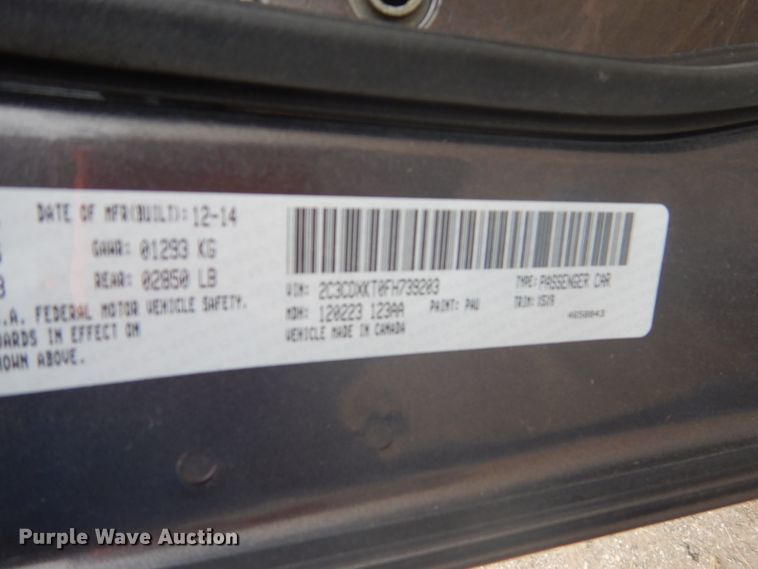 DATE OF MFR(BUILT): 12-14
GAWR: 01293 KG
REAR: 02850 LB
.A. FEDERAL MOTOR VEHICLE SAFETY.
ARDS IN EFFECT ON
HOWN ABOVE.
VIN: 2C3CDXKT0FH739203
TYPE: PASSENGER CAR
MDH: 120223 123AA
PAINT: PAU
TRIM: X5X9
VEHICLE MADE IN CANADA
4658043
Purple Wave Auction